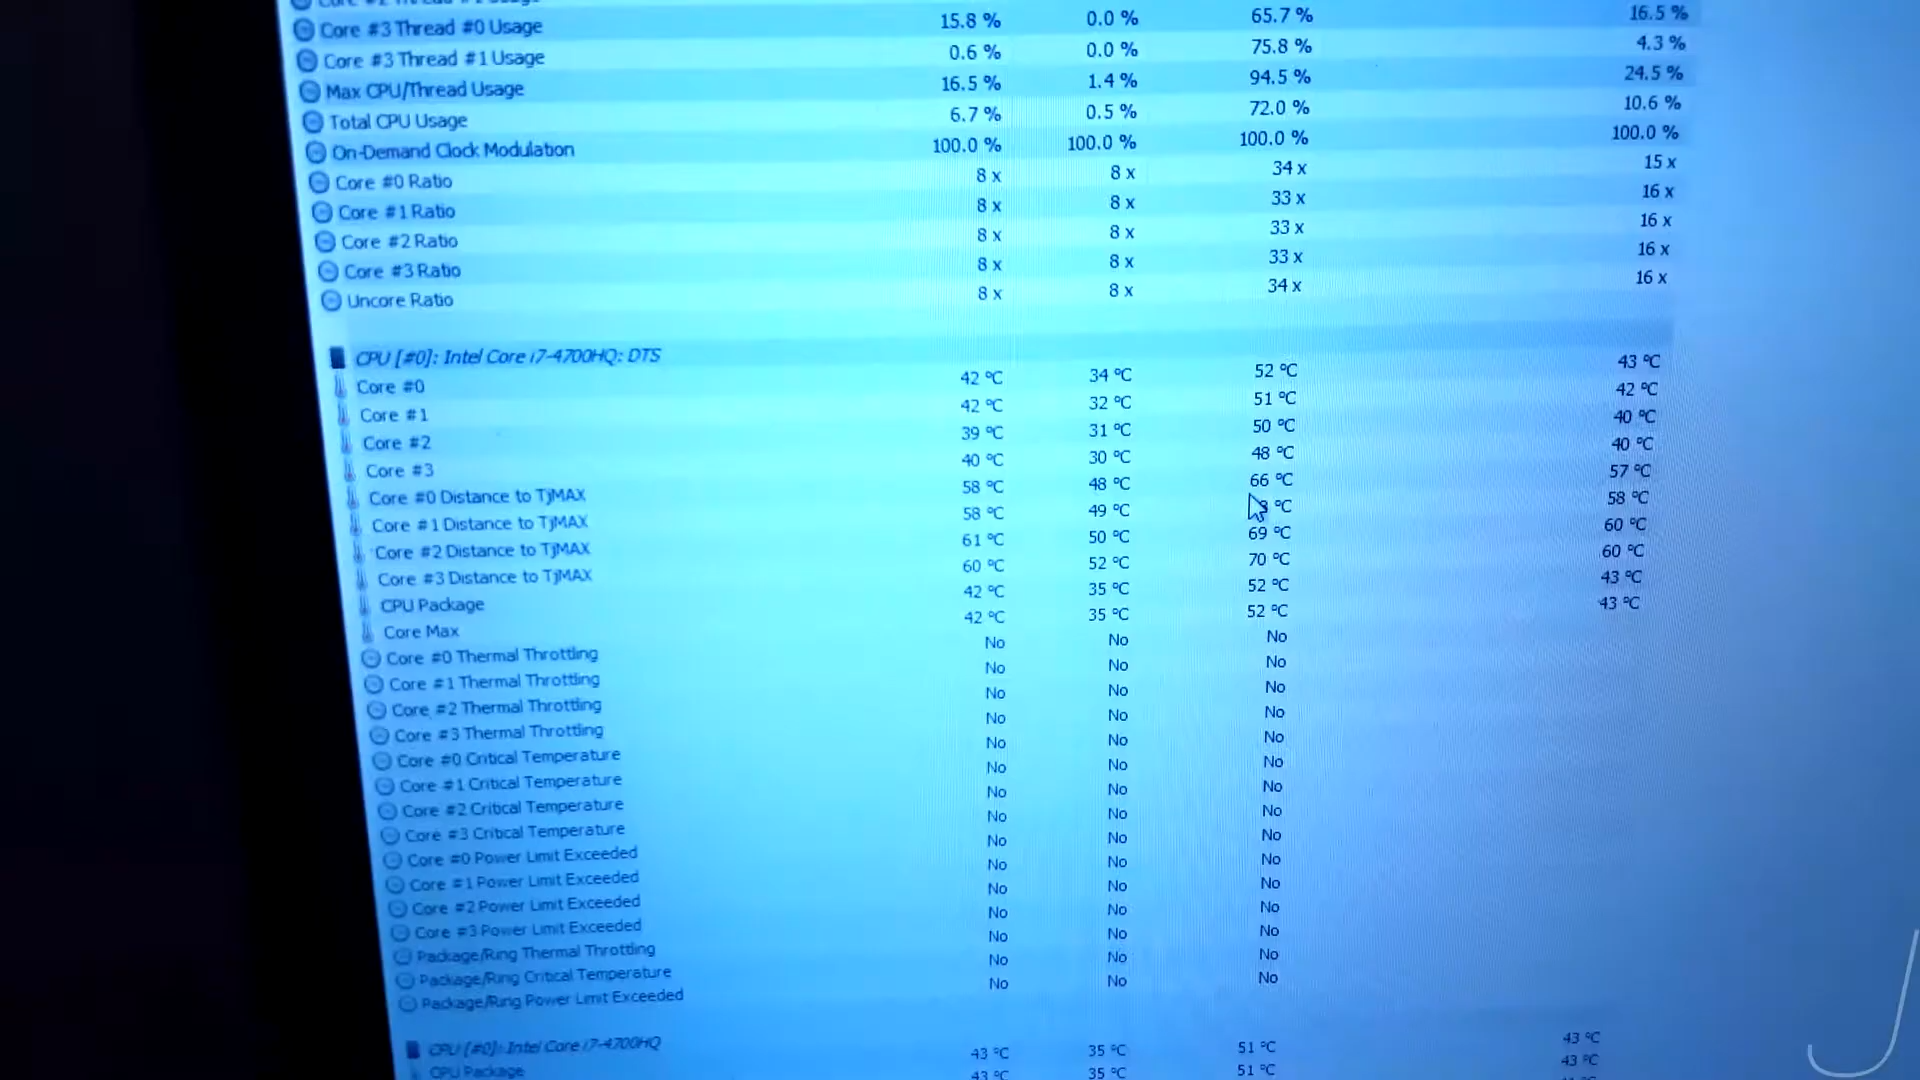 Core #3 Thread #0 Usage 15.8 % 0.0 % 65.7 % 16.5 %
Core #3 Thread #1 Usage 0.6 % 0.0 % 75.8 % 4.3 %
Max CPU/Thread Usage 16.5 % 1.4 % 94.5 % 24.5 %
Total CPU Usage 6.7 % 0.5 % 72.0 % 10.6 %
On-Demand Clock Modulation 100.0 % 100.0 % 100.0 % 100.0 %
Core #0 Ratio 8 x 8 x 34 x 15 x
Core #1 Ratio 8 x 8 x 33 x 16 x
Core #2 Ratio 8 x 8 x 33 x 16 x
Core #3 Ratio 8 x 8 x 33 x 16 x
Uncore Ratio 8 x 8 x 34 x 16 x
CPU [#0]: Intel Core i7-4700HQ: DTS
Core #0 42 °C 34 °C 52 °C 43 °C
Core #1 42 °C 32 °C 51 °C 42 °C
Core #2 39 °C 31 °C 50 °C 40 °C
Core #3 40 °C 30 °C 48 °C 40 °C
Core #0 Distance to TjMAX 58 °C 48 °C 66 °C 57 °C
Core #1 Distance to TjMAX 58 °C 49 °C °C 58 °C
Core #2 Distance to TjMAX 61 °C 50 °C 69 °C 60 °C
Core #3 Distance to TjMAX 60 °C 52 °C 70 °C 60 °C
CPU Package 42 °C 35 °C 52 °C 43 °C
Core Max 42 °C 35 °C 52 °C 43 °C
Core #0 Thermal Throttling No No No
Core #1 Thermal Throttling No No No
Core #2 Thermal Throttling No No No
Core #3 Thermal Throttling No No No
Core #0 Critical Temperature No No No
Core #1 Critical Temperature No No No
Core #2 Critical Temperature No No No
Core #3 Critical Temperature No No No
Core #0 Power Limit Exceeded No No No
Core #1 Power Limit Exceeded No No No
Core #2 Power Limit Exceeded No No No
Core #3 Power Limit Exceeded No No No
Package/Ring Thermal Throttling No No No
Package/Ring Critical Temperature No No No
Package/Ring Power Limit Exceeded No No No
CPU [#0]: Intel Core i7-4700HQ
CPU Package 43 °C 35 °C 51 °C 43 °C
43 °C 35 °C 51 °C 43 °C